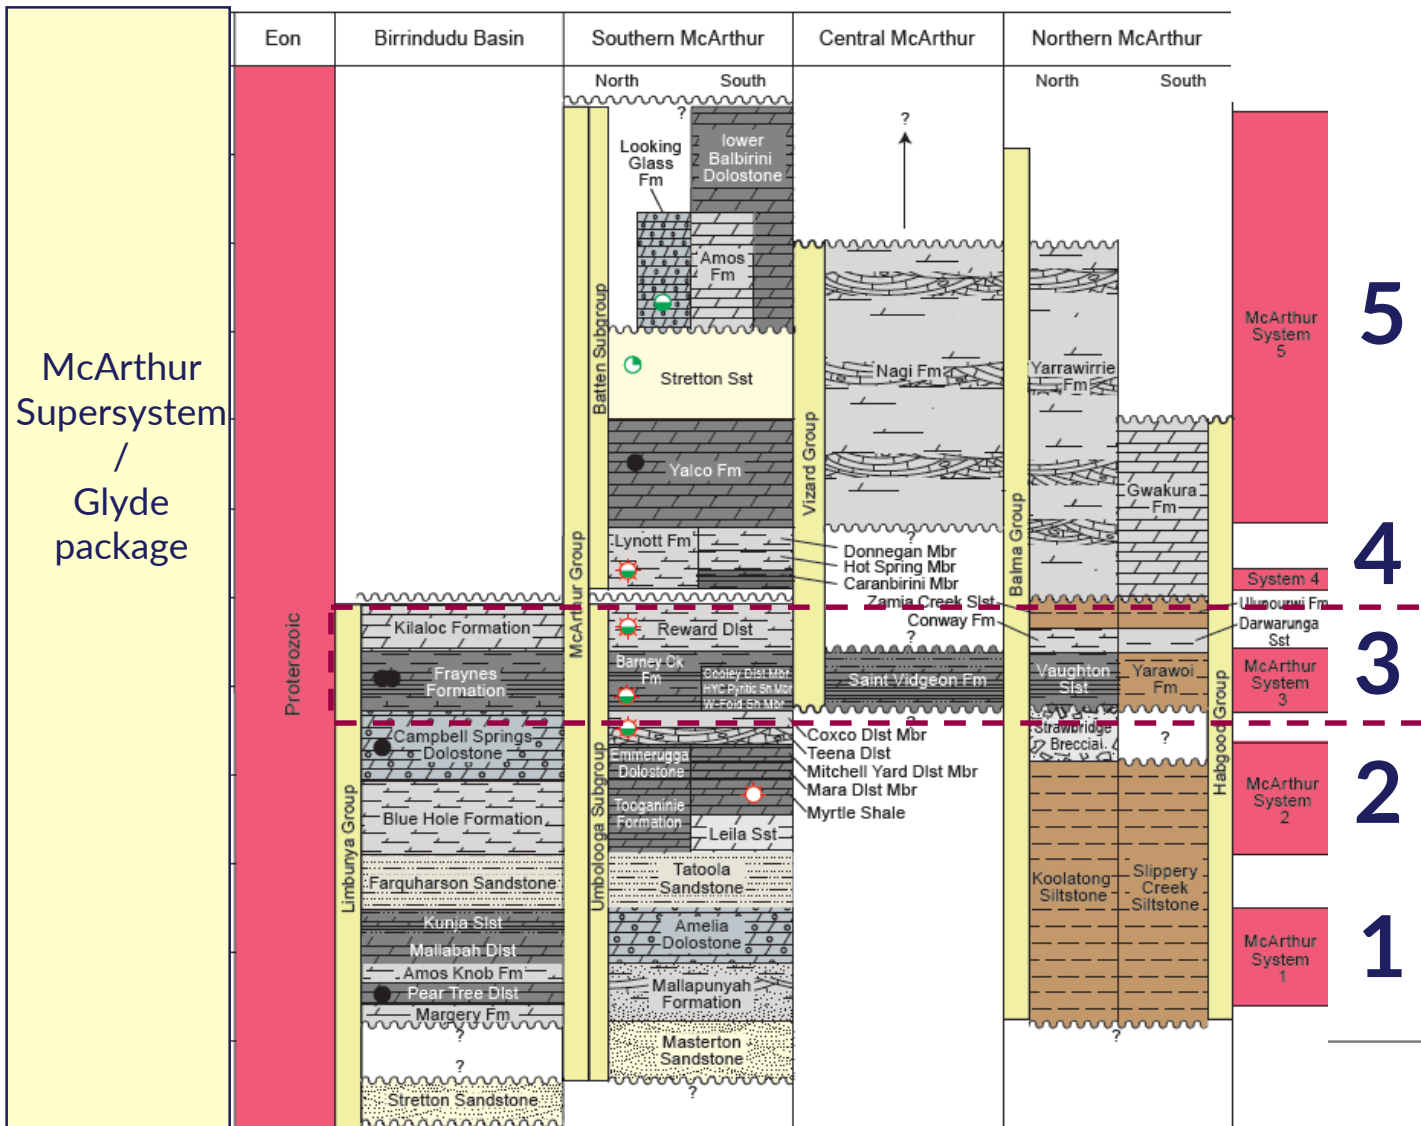 McArthur
Supersystem
/
Glyde
package
Eon
Birrindudu Basin
Southern McArthur
Central McArthur
Northern McArthur
North
South
North
South
Proterozoic
Limbunya Group
Kilaloc Formation
Fraynes
Formation
Campbell Springs
Dolostone
Blue Hole Formation
Farquharson Sandstone
Kunja Slst
Mallabah Dlst
Amos Knob Fm
Pear Tree Dlst
Margery Fm
?
?
Stretton Sandstone
McArthur Group
Batten Subgroup
Umbolooga Subgroup
?
Looking
Glass
Fm
lower
Balbirini
Dolostone
Amos
Fm
Stretton Sst
Yalco Fm
Lynott Fm
Donnegan Mbr
Hot Spring Mbr
Caranbirini Mbr
Reward Dlst
Barney Ck
Fm
Cooley Dlst Mbr
HYC Pyritic Sh Mbr
W-Fold Sh Mbr
Coxco Dlst Mbr
Teena Dlst
Mitchell Yard Dlst Mbr
Mara Dlst Mbr
Myrtle Shale
Emmerugga
Dolostone
Tooganinie
Formation
Leila Sst
Tatoola
Sandstone
Amelia
Dolostone
Mallapunyah
Formation
Masterton
Sandstone
?
?
Vizard Group
Nagi Fm
?
?
Saint Vidgeon Fm
?
Balma Group
Yarrawirrie
Fm
Gwakura
Fm
Zamia Creek Slst
Conway Fm
Ulunourwi Fm
Darwarunga
Sst
Vaughton
Slst
Yarawoi
Fm
Strawbridge
Breccia
?
Koolatong
Siltstone
Slippery
Creek
Siltstone
?
Habgood Group
McArthur
System
5
System 4
McArthur
System
3
McArthur
System
2
McArthur
System
1
5
4
3
2
1